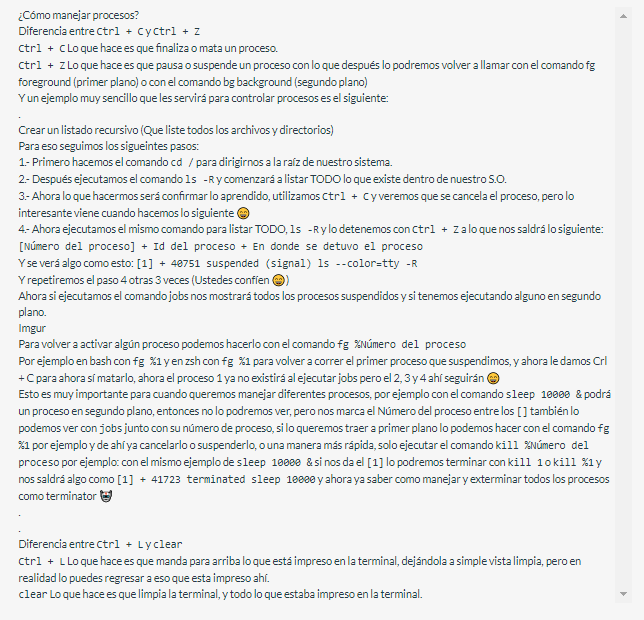 ¿Cómo manejar procesos?
Diferencia entre Ctrl + C y Ctrl + Z
Ctrl + C Lo que hace es que finaliza o mata un proceso.
Ctrl + Z Lo que hace es que pausa o suspende un proceso con lo que después lo podremos volver a llamar con el comando fg
foreground (primer plano) o con el comando bg background (segundo plano)
Y un ejemplo muy sencillo que les servirá para controlar procesos es el siguiente:
.
Crear un listado recursivo (Que liste todos los archivos y directorios)
Para eso seguimos los sigueintes pasos:
1.- Primero hacemos el comando cd / para dirigirnos a la raíz de nuestro sistema.
2.- Después ejecutamos el comando ls -R y comenzará a listar TODO lo que existe dentro de nuestro S.O.
3.- Ahora lo que hacermos será confirmar lo aprendido, utilizamos Ctrl + C y veremos que se cancela el proceso, pero lo
interesante viene cuando hacemos lo siguiente 😄
4.- Ahora ejecutamos el mismo comando para listar TODO, ls -R y lo detenemos con Ctrl + Z a lo que nos saldrá lo siguiente:
[Número del proceso] + Id del proceso + En donde se detuvo el proceso
Y se verá algo como esto: [1] + 40751 suspended (signal) ls --color=tty -R
Y repetiremos el paso 4 otras 3 veces (Ustedes confíen 😄)
Ahora si ejecutamos el comando jobs nos mostrará todos los procesos suspendidos y si tenemos ejecutando alguno en segundo
plano.
Imgur
Para volver a activar algún proceso podemos hacerlo con el comando fg %Número del proceso
Por ejemplo en bash con fg %1 y en zsh con fg %1 para volver a correr el primer proceso que suspendimos, y ahora le damos Crl
+ C para ahora sí matarlo, ahora el proceso 1 ya no existirá al ejecutar jobs pero el 2, 3 y 4 ahí seguirán 😄
Esto es muy importante para cuando queremos manejar diferentes procesos, por ejemplo con el comando sleep 10000 & podrá
un proceso en segundo plano, entonces no lo podremos ver, pero nos marca el Número del proceso entre los [] también lo
podemos ver con jobs junto con su número de proceso, si lo queremos traer a primer plano lo podemos hacer con el comando fg
%1 por ejemplo y de ahí ya cancelarlo o suspenderlo, o una manera más rápida, solo ejecutar el comando kill %Número del
proceso por ejemplo: con el mismo ejemplo de sleep 10000 & si nos da el [1] lo podremos terminar con kill 1 o kill %1 y
nos saldrá algo como [1] + 41723 terminated sleep 10000 y ahora ya saber como manejar y exterminar todos los procesos
como terminator 😈
.
.
Diferencia entre Ctrl + L y clear
Ctrl + L Lo que hace es que manda para arriba lo que está impreso en la terminal, dejándola a simple vista limpia, pero en
realidad lo puedes regresar a eso que esta impreso ahí.
clear Lo que hace es que limpia la terminal, y todo lo que estaba impreso en la terminal.